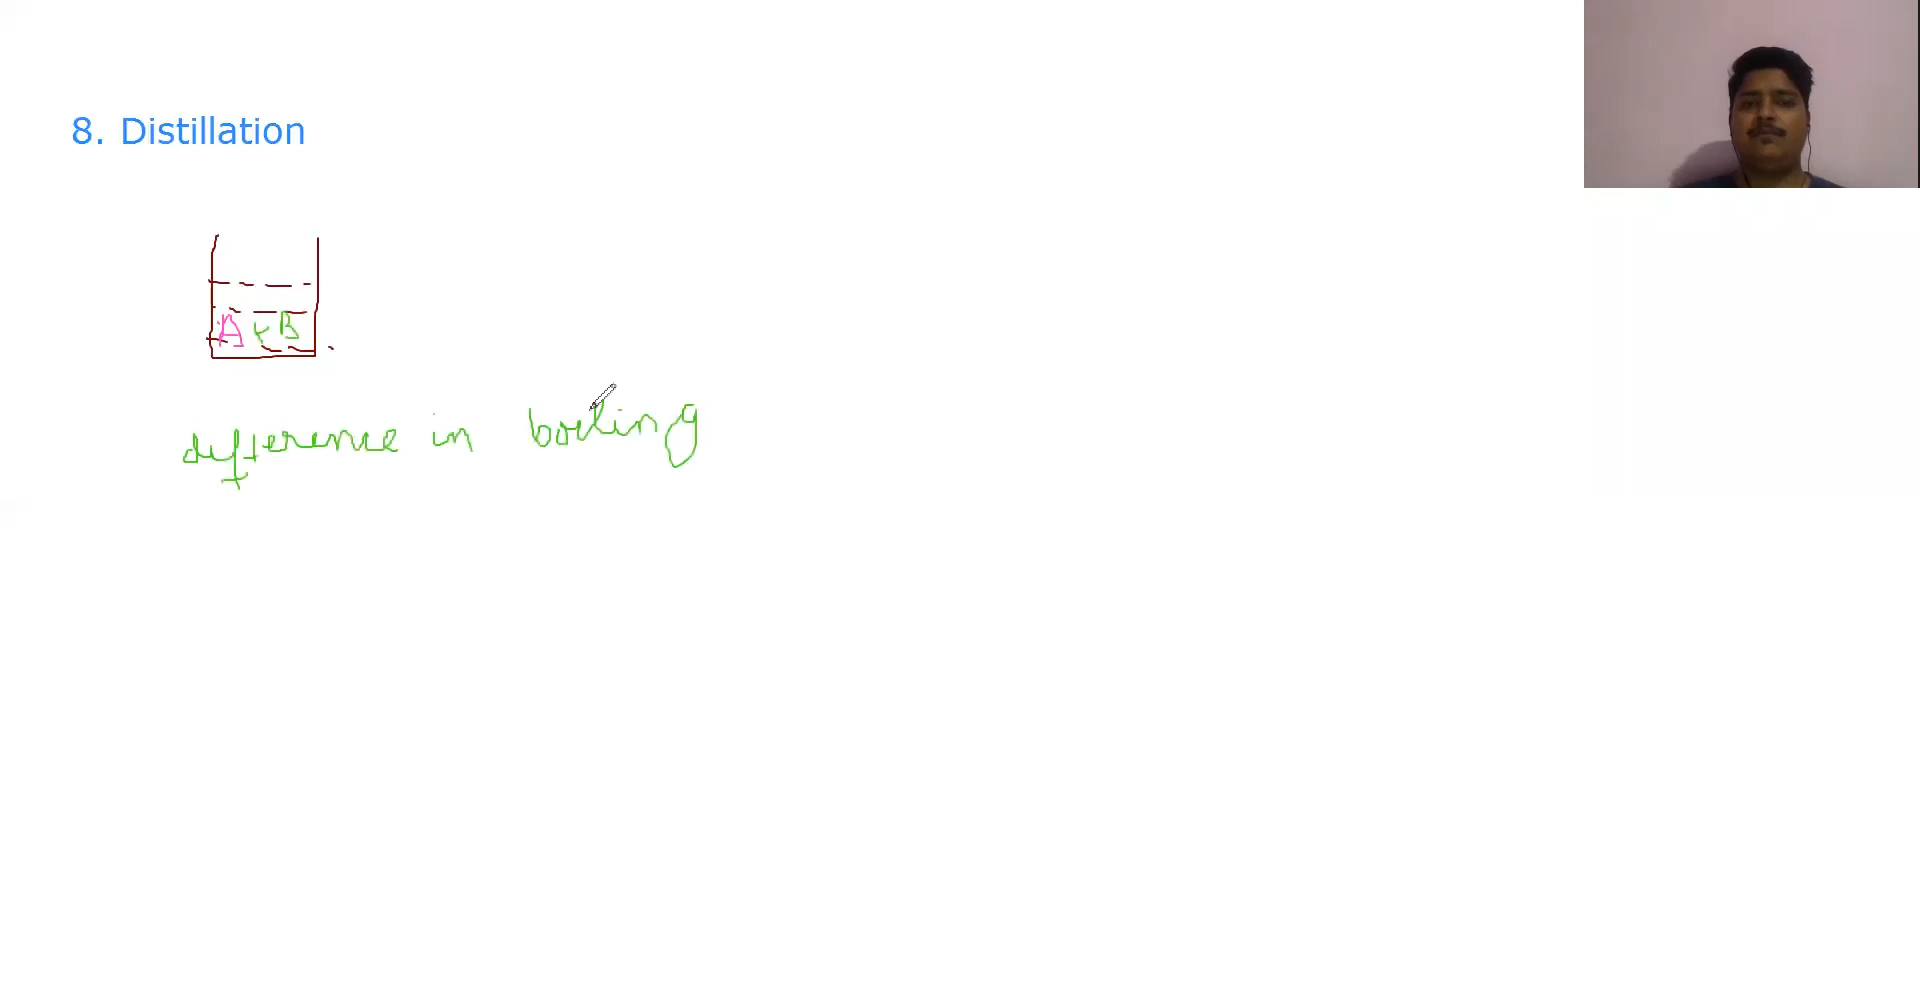 8. Distillation
A + B
difference in boiling